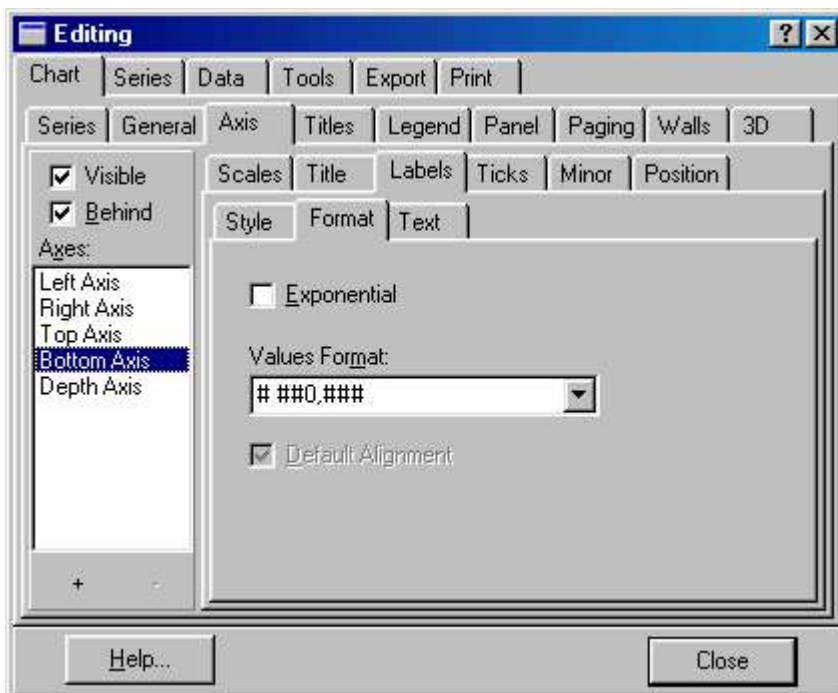 Editing
Chart Series Data Tools Export Print
Series General Axis Titles Legend Panel Paging Walls 3D
Visible
Behind
Axes:
Left Axis
Right Axis
Top Axis
Bottom Axis
Depth Axis
+ -
Scales Title Labels Ticks Minor Position
Style Format Text
Exponential
Values Format:
# ##0,###
Default Alignment
Help...
Close